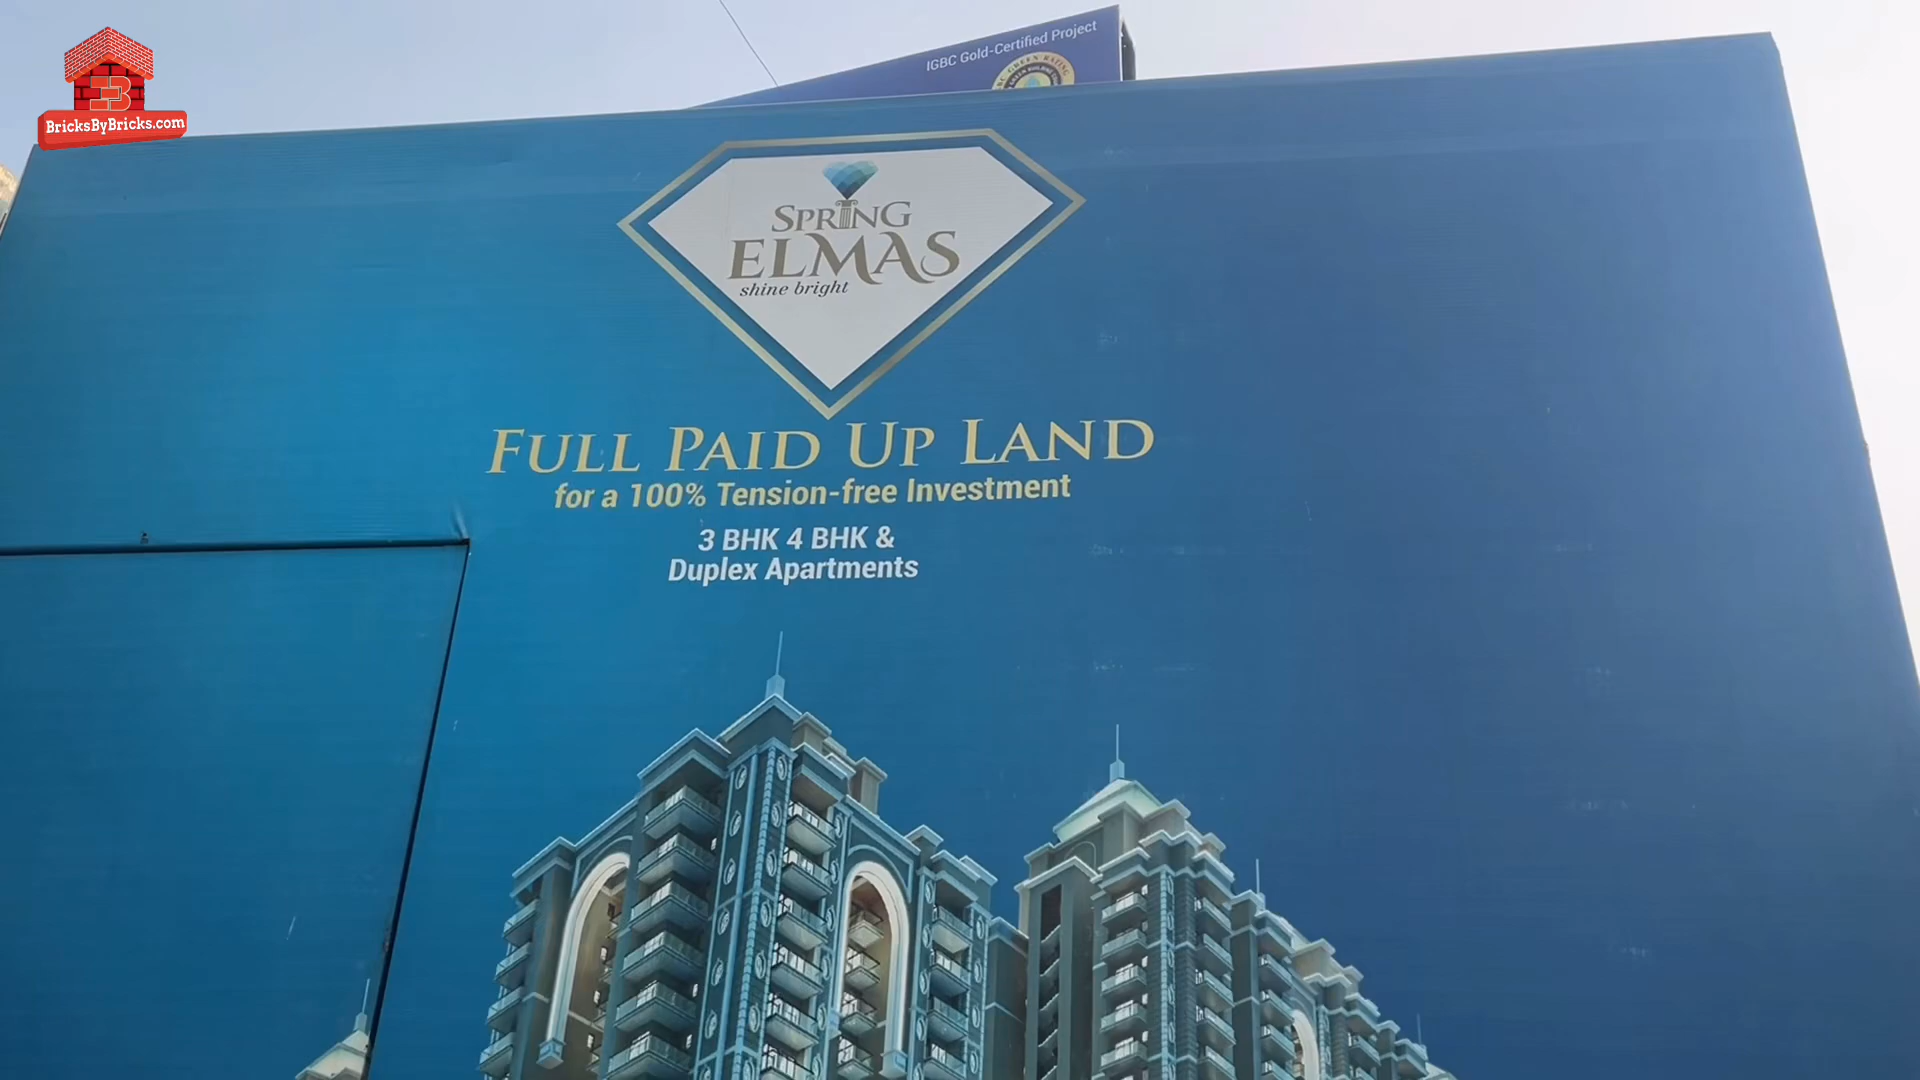 IGBC Gold-Certified Project
BricksByBricks.com
SPRING
ELMAS
shine bright
FULL PAID UP LAND
for a 100% Tension-free Investment
3 BHK 4 BHK &
Duplex Apartments